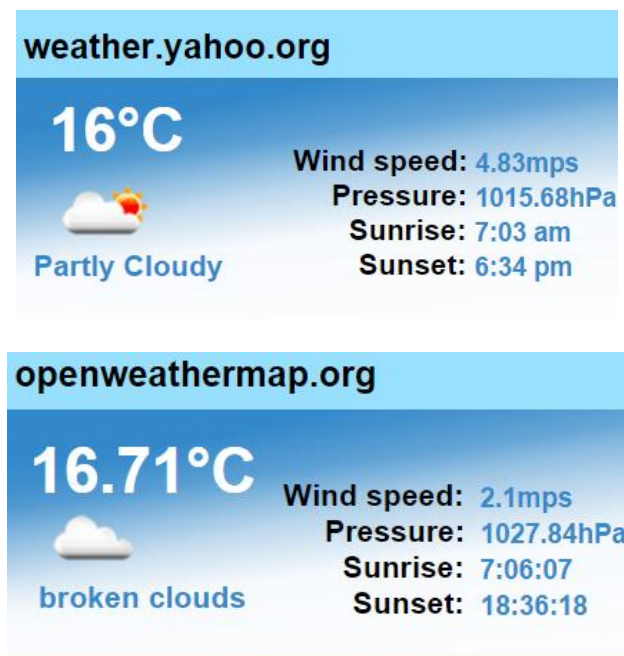 weather.yahoo.org
16°C
Wind speed: 4.83mps
Pressure: 1015.68hPa
Sunrise: 7:03 am
Sunset: 6:34 pm
Partly Cloudy
openweathermap.org
16.71°C
Wind speed: 2.1mps
Pressure: 1027.84hPa
Sunrise: 7:06:07
Sunset: 18:36:18
broken clouds